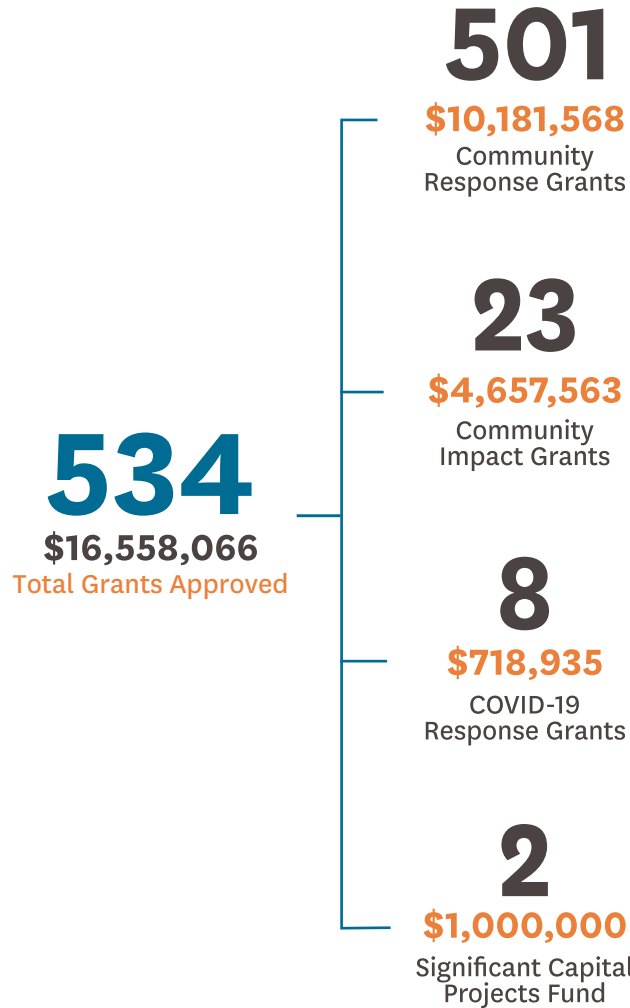 534
$16,558,066
Total Grants Approved
501
$10,181,568
Community
Response Grants
23
$4,657,563
Community
Impact Grants
8
$718,935
COVID-19
Response Grants
2
$1,000,000
Significant Capital
Projects Fund